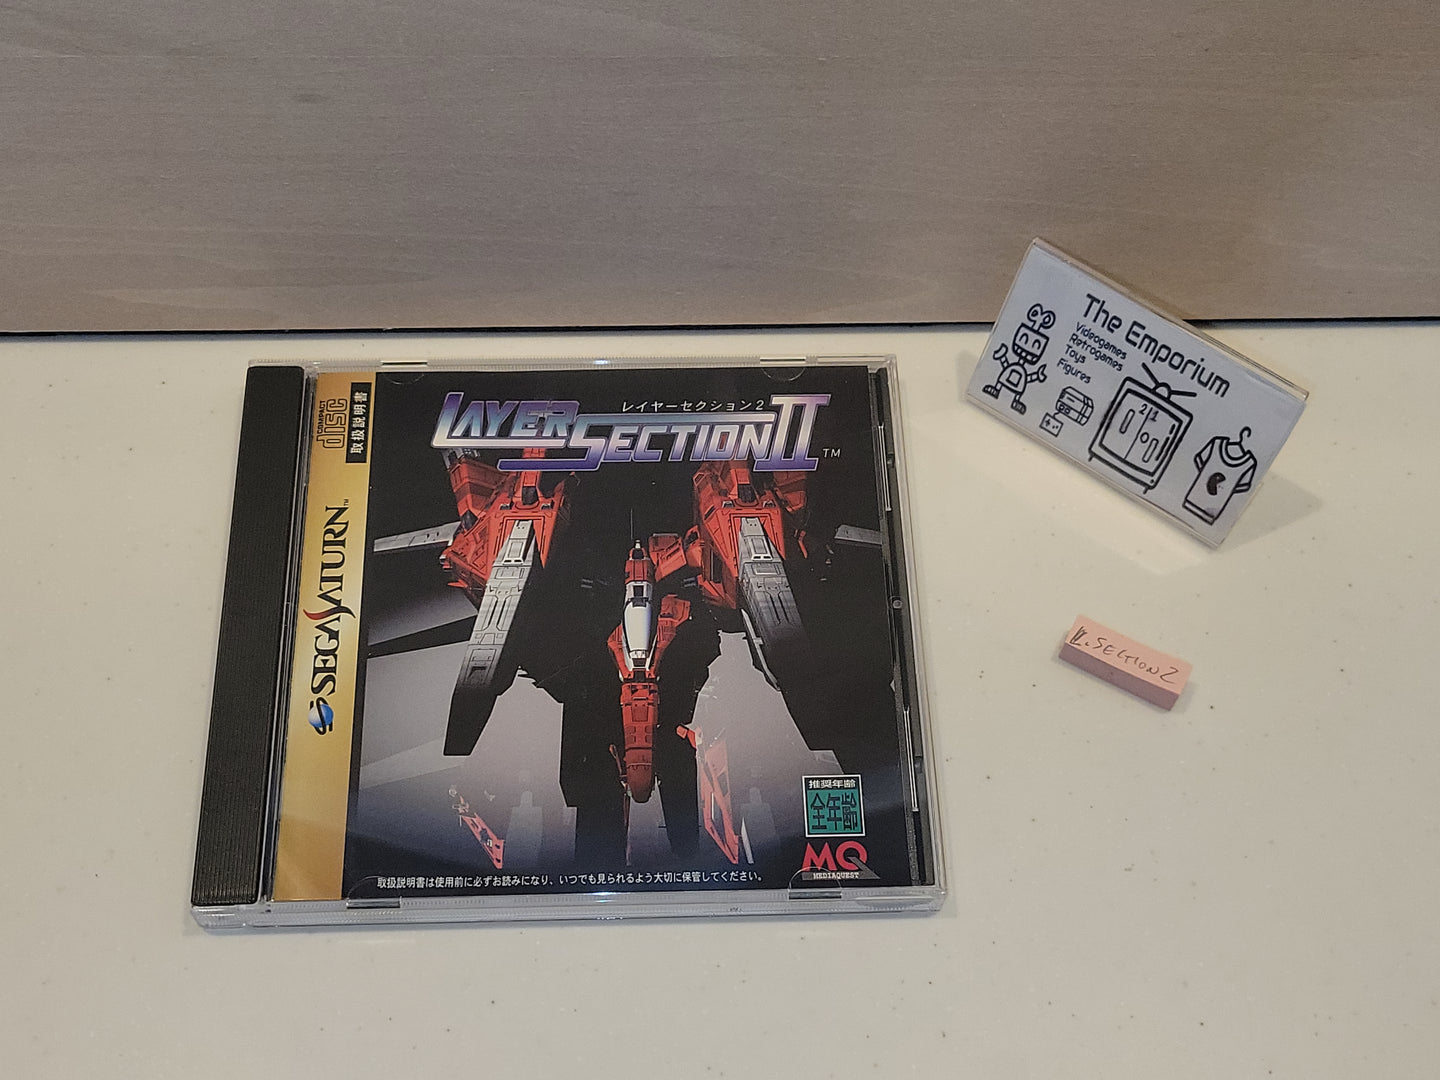 COMPACT
disc
取扱説明書
SEGA SATURN™
レイヤーセクション2
LAYER
SECTION II™
推奨年齢
全年齢
MQ
MEDIAQUEST
取扱説明書は使用前に必ずお読みになり、いつでも見られるよう大切に保管してください。
The Emporium
Videogames
Retrogames
Toys
Figures
21
L.SECTION2